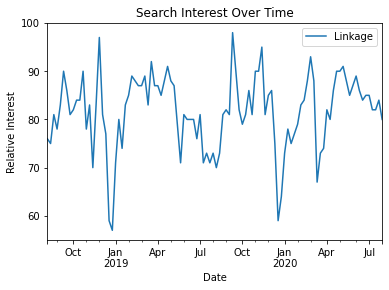 Search Interest Over Time
Linkage
Relative Interest
100
90
80
70
60
Oct Jan Apr Jul Oct Jan Apr Jul
2019 2020
Date